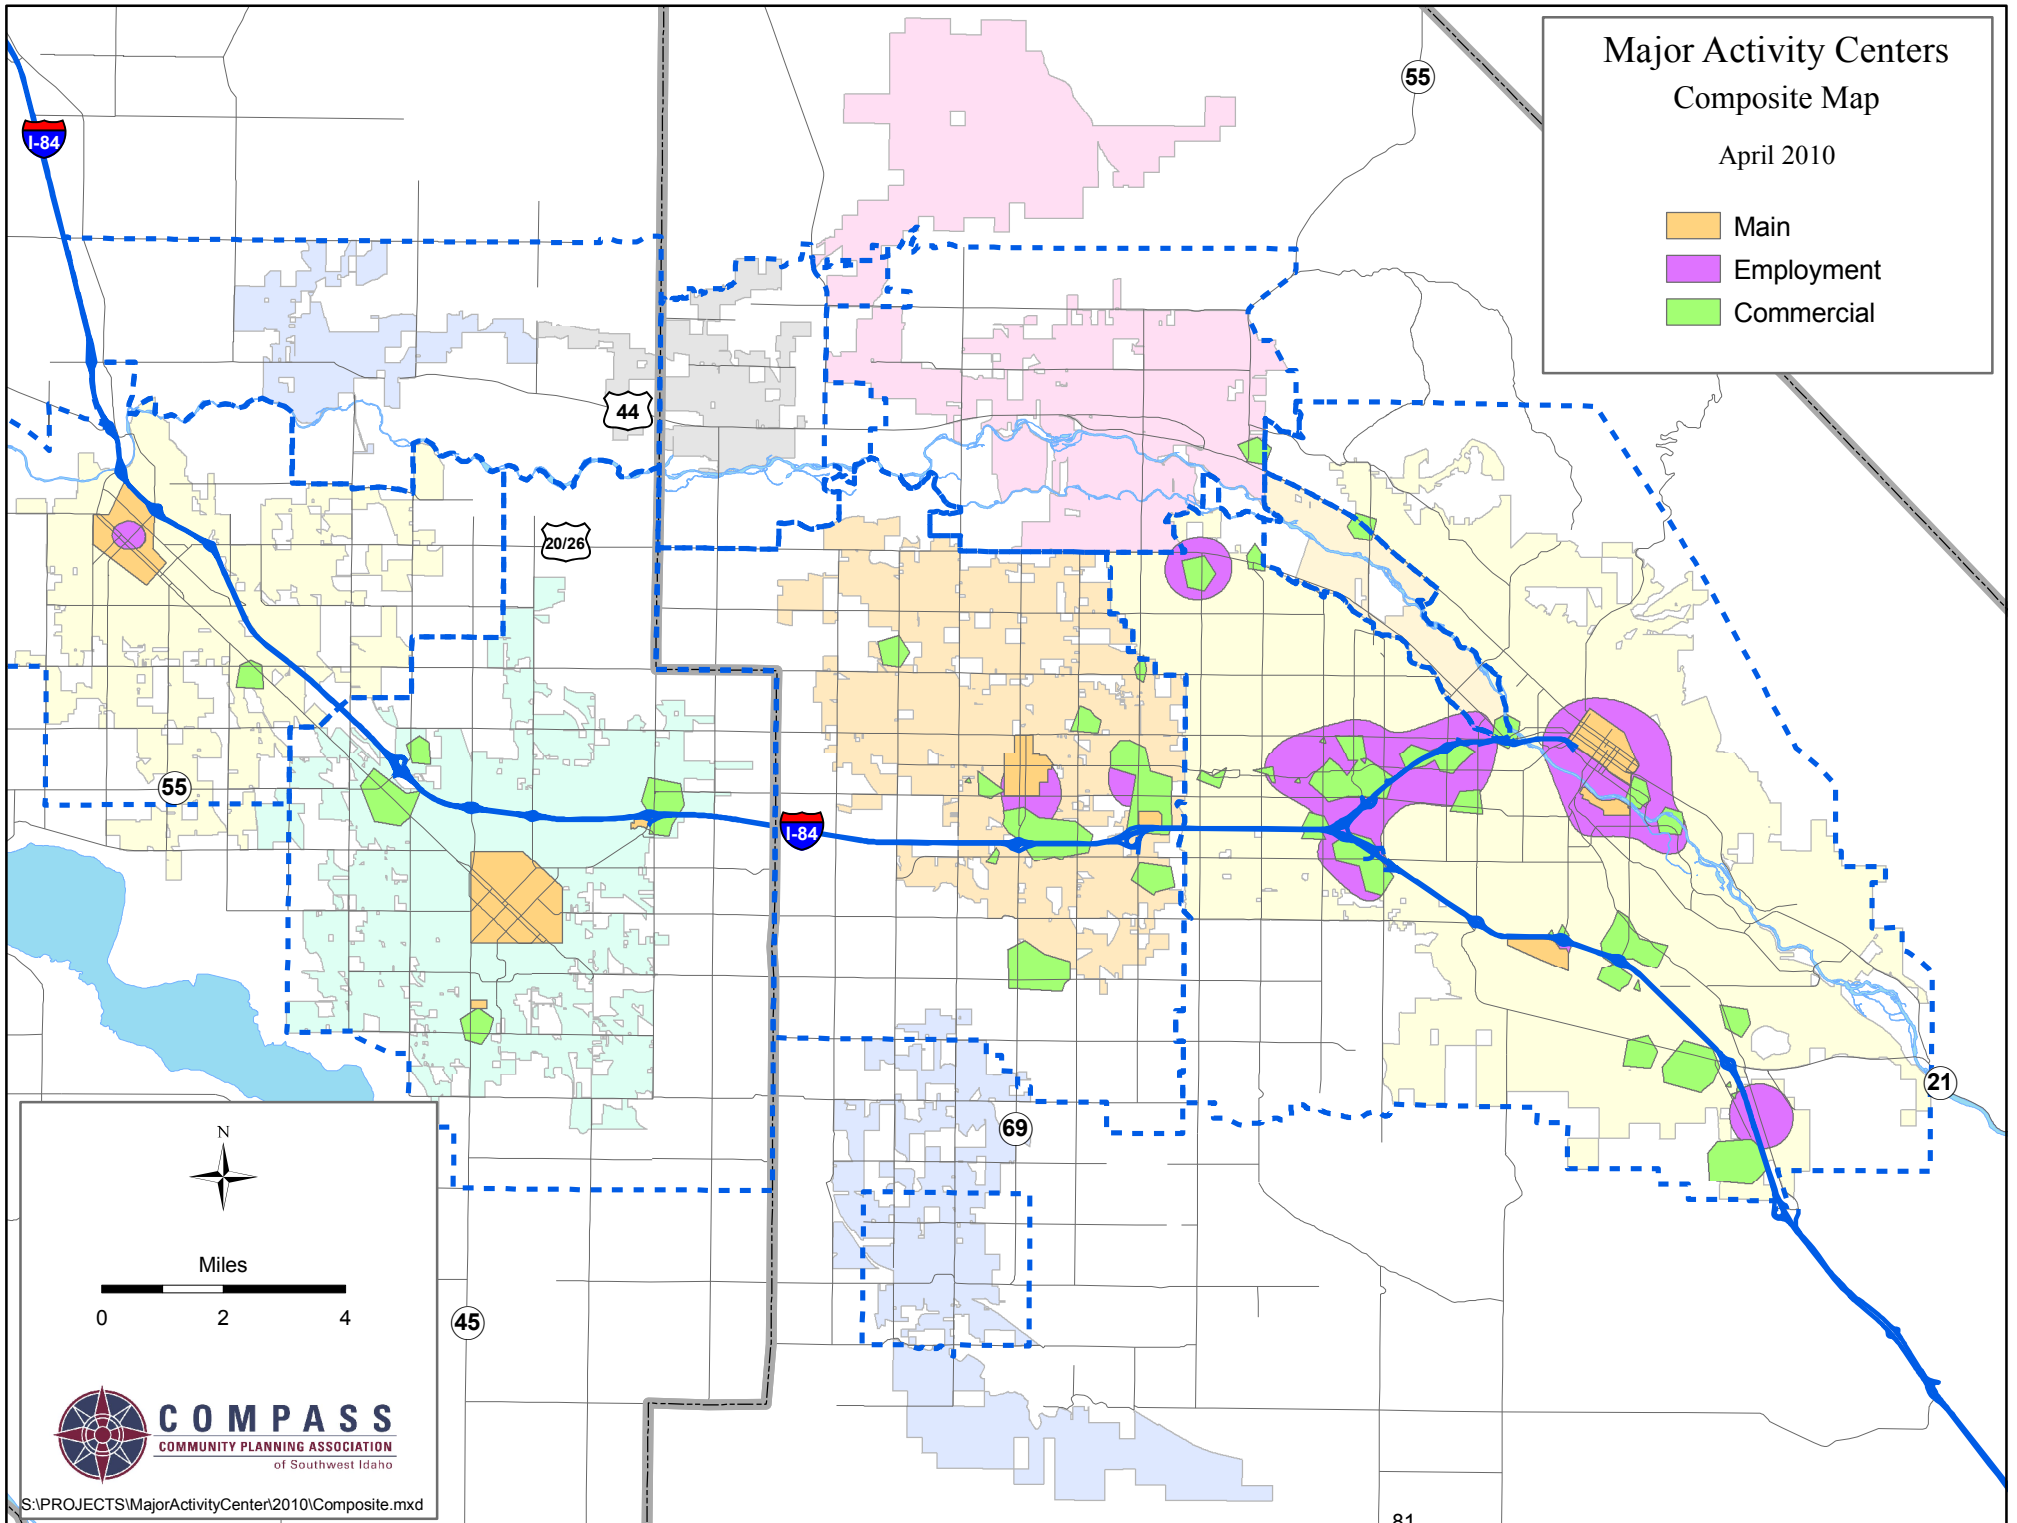 Major Activity Centers
Composite Map
April 2010
Main
Employment
Commercial
55
I-84
44
20/26
55
I-84
21
69
45
N
Miles
0 2 4
COMPASS
COMMUNITY PLANNING ASSOCIATION
of Southwest Idaho
S:\PROJECTS\MajorActivityCenter\2010\Composite.mxd
81